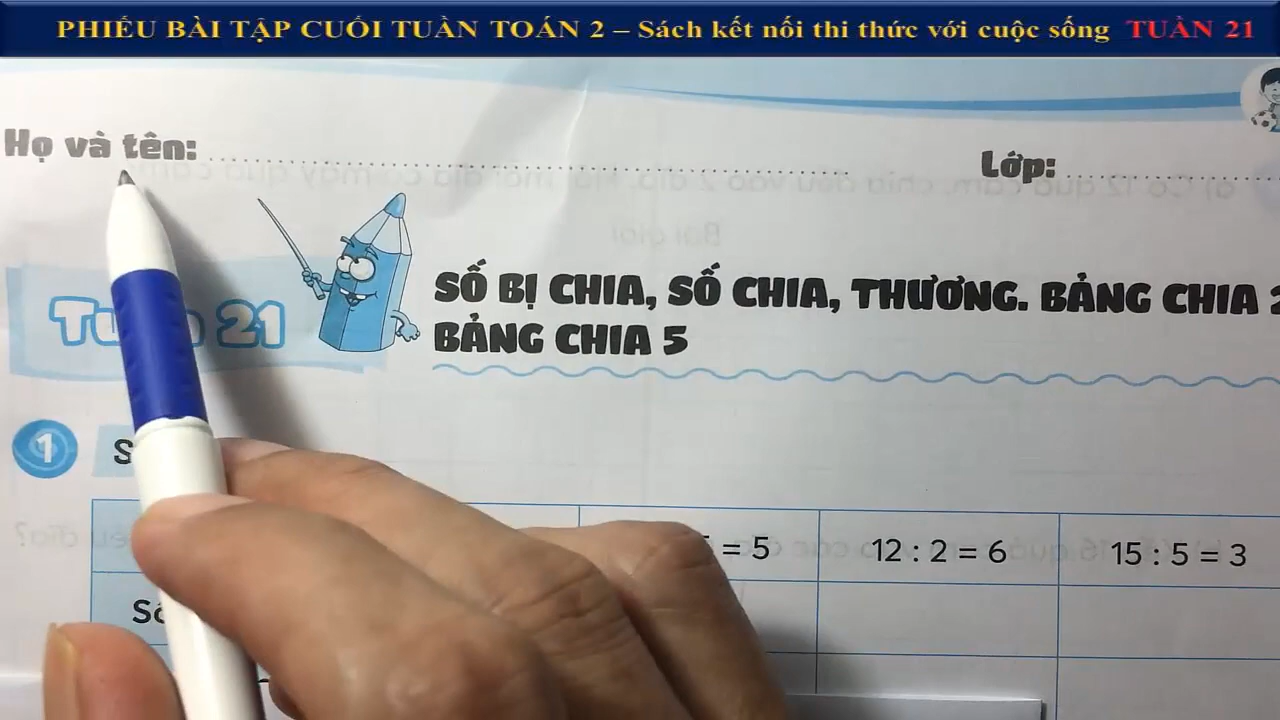 PHIẾU BÀI TẬP CUỐI TUẦN TOÁN 2 – Sách kết nối thi thức với cuộc sống TUẦN 21
Họ và tên: Lớp:
21
SỐ BỊ CHIA, SỐ CHIA, THƯƠNG. BẢNG CHIA 2
BẢNG CHIA 5
1
= 5 12 : 2 = 6 15 : 5 = 3